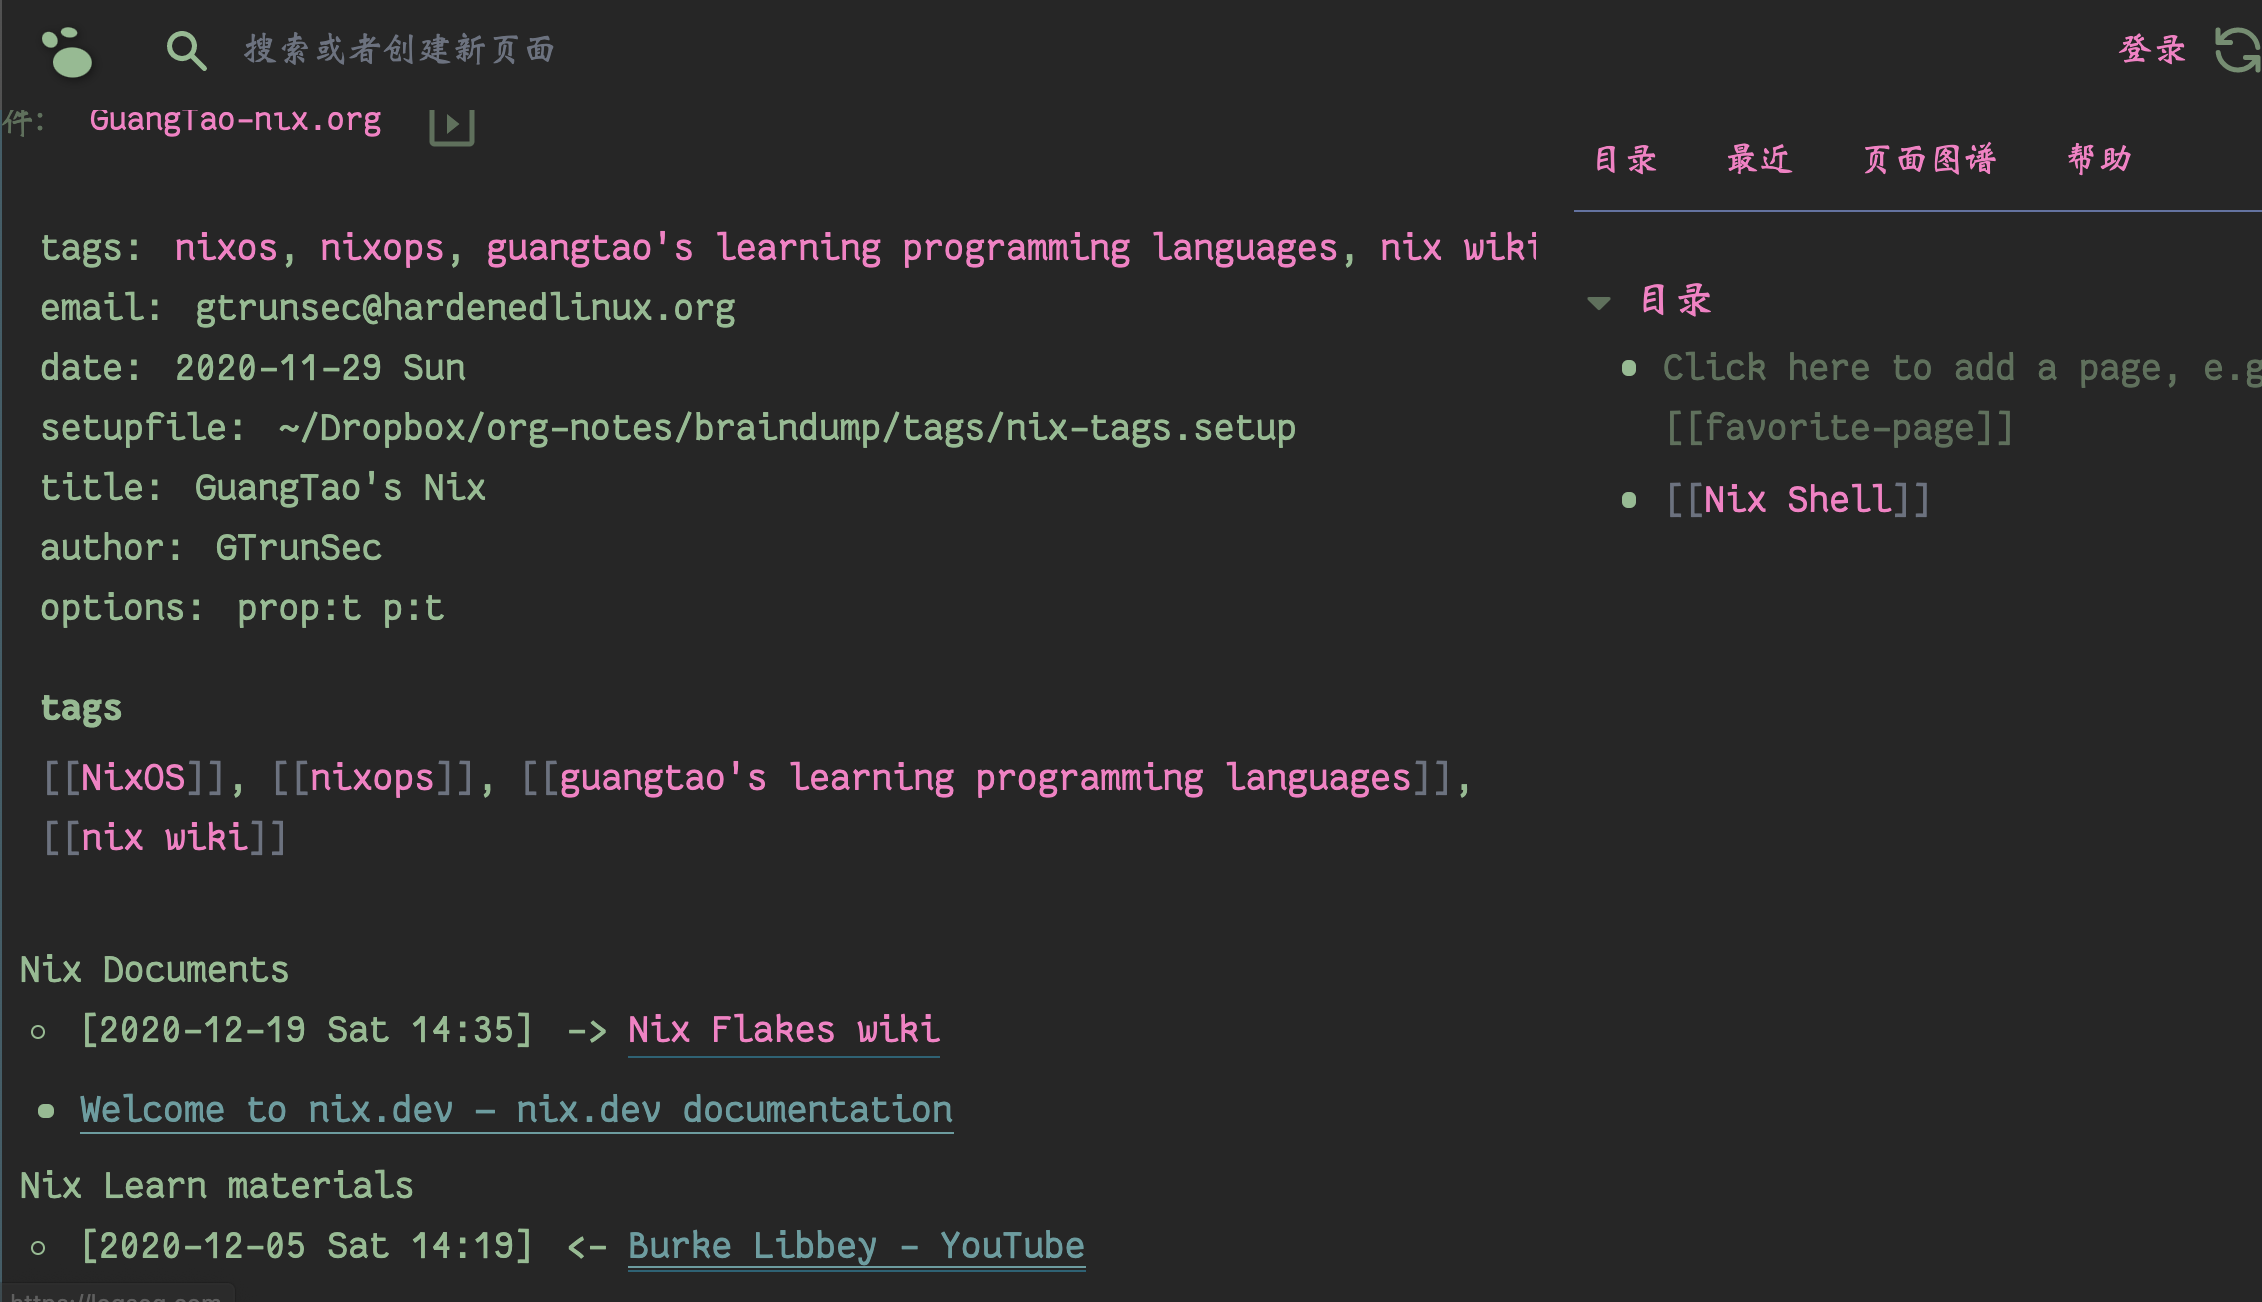 搜索或者创建新页面
登录
件: GuangTao-nix.org
目录 最近 页面图谱 帮助
tags: nixos, nixops, guangtao's learning programming languages, nix wiki
email: gtrunsec@hardenedlinux.org
date: 2020-11-29 Sun
setupfile: ~/Dropbox/org-notes/braindump/tags/nix-tags.setup
title: GuangTao's Nix
author: GTrunSec
options: prop:t p:t
tags
[[NixOS]], [[nixops]], [[guangtao's learning programming languages]],
[[nix wiki]]
Nix Documents
[2020-12-19 Sat 14:35] -> Nix Flakes wiki
Welcome to nix.dev — nix.dev documentation
Nix Learn materials
[2020-12-05 Sat 14:19] <- Burke Libbey - YouTube
https://logseq.com
目录
Click here to add a page, e.g
[[favorite-page]]
[[Nix Shell]]